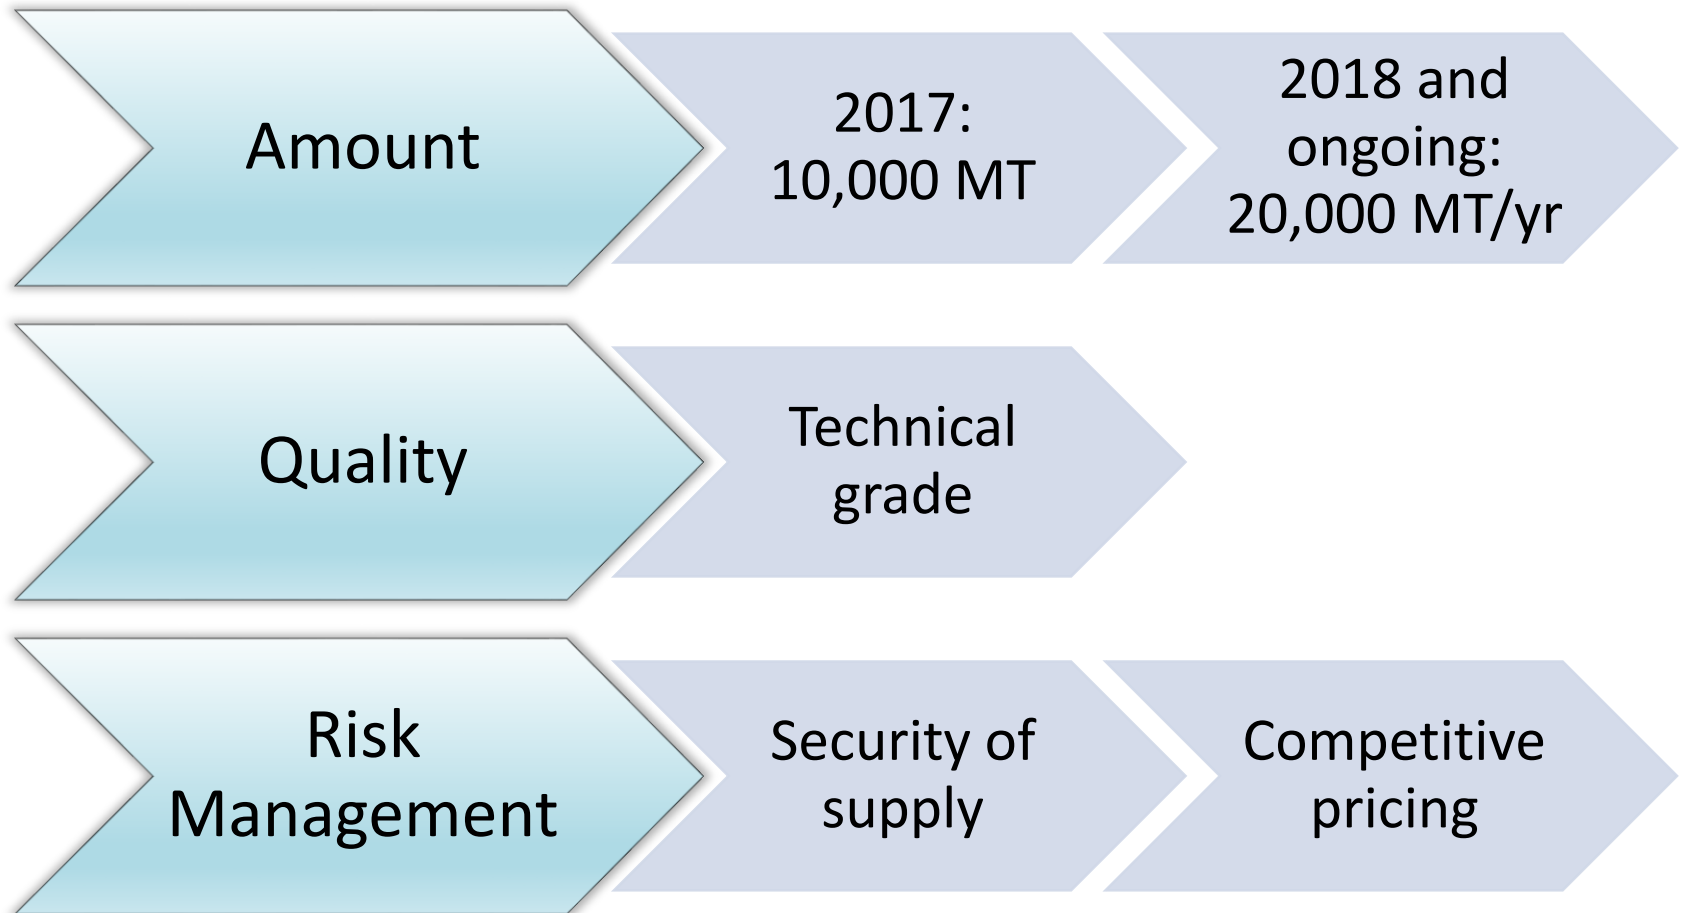 Amount
2017:
10,000 MT
2018 and
ongoing:
20,000 MT/yr
Quality
Technical
grade
Risk
Management
Security of
supply
Competitive
pricing